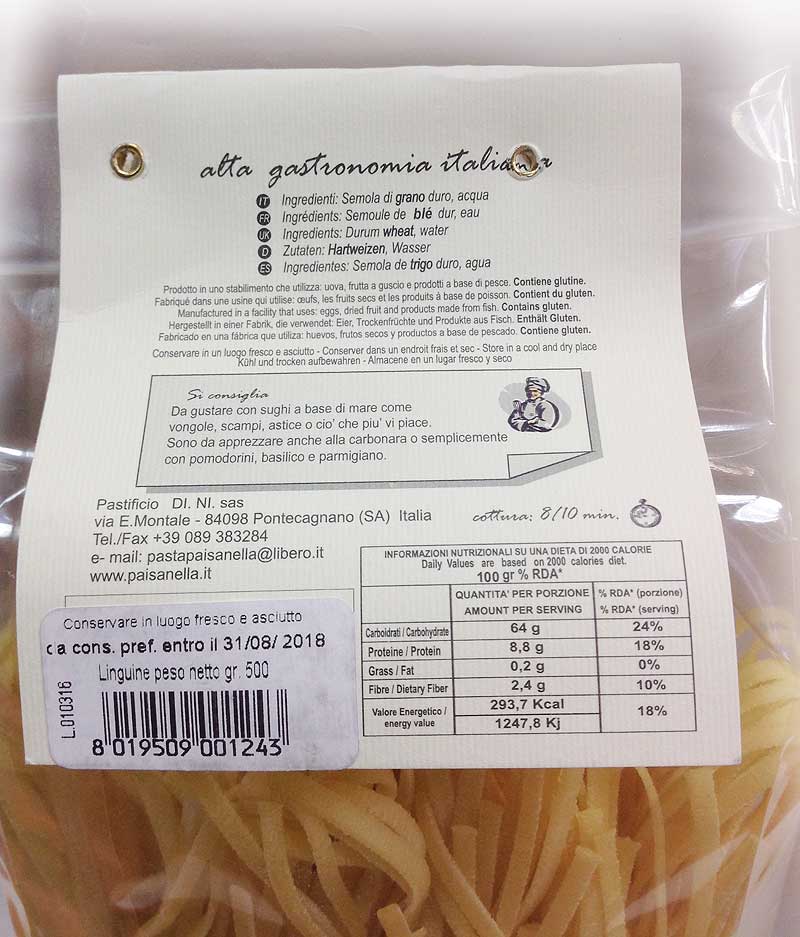 alta gastronomia italiana
IT Ingredienti: Semola di grano duro, acqua
FR Ingrédients: Semoule de blé dur, eau
UK Ingredients: Durum wheat, water
D Zutaten: Hartweizen, Wasser
ES Ingredientes: Semola de trigo duro, agua
Prodotto in uno stabilimento che utilizza: uova, frutta a guscio e prodotti a base di pesce. Contiene glutine.
Fabriqué dans une usine qui utilise: œufs, les fruits secs et les produits à base de poisson. Contient du gluten.
Manufactured in a facility that uses: eggs, dried fruit and products made from fish. Contains gluten.
Hergestellt in einer Fabrik, die verwendet: Eier, Trockenfrüchte und Produkte aus Fisch. Enthält Gluten.
Fabricado en una fábrica que utiliza: huevos, frutos secos y productos a base de pescado. Contiene gluten.
Conservare in un luogo fresco e asciutto - Conserver dans un endroit frais et sec - Store in a cool and dry place
Kühl und trocken aufbewahren - Almacene en un lugar fresco y seco
Si consiglia
Da gustare con sughi a base di mare come
vongole, scampi, astice o cio' che piu' vi piace.
Sono da apprezzare anche alla carbonara o semplicemente
con pomodorini, basilico e parmigiano.
Pastificio DI. NI. sas
via E.Montale - 84098 Pontecagnano (SA) Italia
Tel./Fax +39 089 383284
e- mail: pastapaisanella@libero.it
www.paisanella.it
cottura: 8/10 min.
INFORMAZIONI NUTRIZIONALI SU UNA DIETA DI 2000 CALORIE
Daily Values are based on 2000 calories diet.
100 gr % RDA*
QUANTITA' PER PORZIONE % RDA* (porzione)
AMOUNT PER SERVING % RDA* (serving)
Carboidrati / Carbohydrate 64 g 24%
Proteine / Protein 8,8 g 18%
Grass / Fat 0,2 g 0%
Fibre / Dietary Fiber 2,4 g 10%
Valore Energetico / energy value 293,7 Kcal 18%
1247,8 Kj
Conservare in luogo fresco e asciutto
da cons. pref. entro il 31/08/ 2018
Linguine peso netto gr. 500
L.010316
8 019509 001243